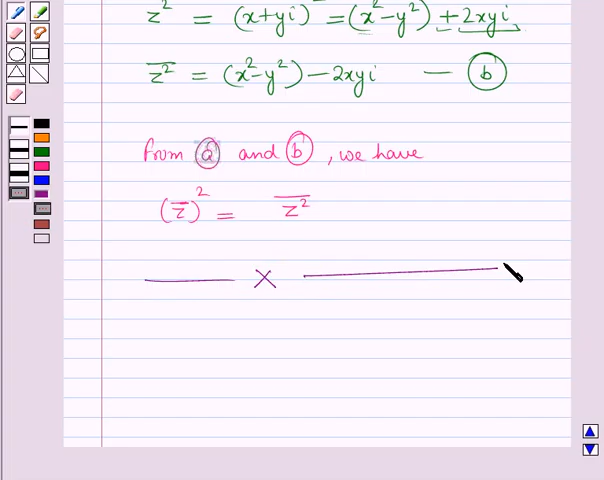 z² = (x+yi)² = (x²-y²) + 2xyi
z̅²̅ = (x²-y²) - 2xyi — (b)
from (a) and (b), we have
(z̅)² = z̅²̅
—— X ——